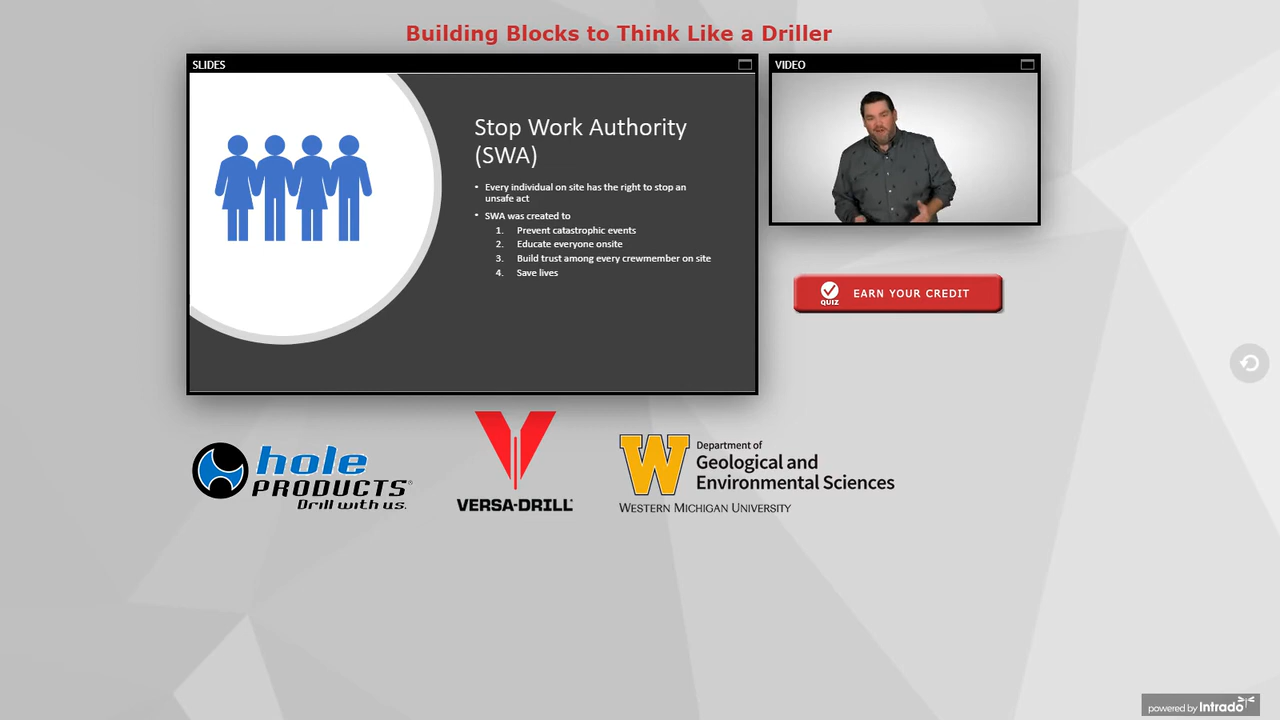 Building Blocks to Think Like a Driller
SLIDES
VIDEO
Stop Work Authority
(SWA)
• Every individual on site has the right to stop an
unsafe act
• SWA was created to
1. Prevent catastrophic events
2. Educate everyone onsite
3. Build trust among every crewmember on site
4. Save lives
QUIZ
EARN YOUR CREDIT
hole
PRODUCTS®
Drill with us.
VERSA-DRILL®
W
Department of
Geological and
Environmental Sciences
WESTERN MICHIGAN UNIVERSITY
powered by Intrado